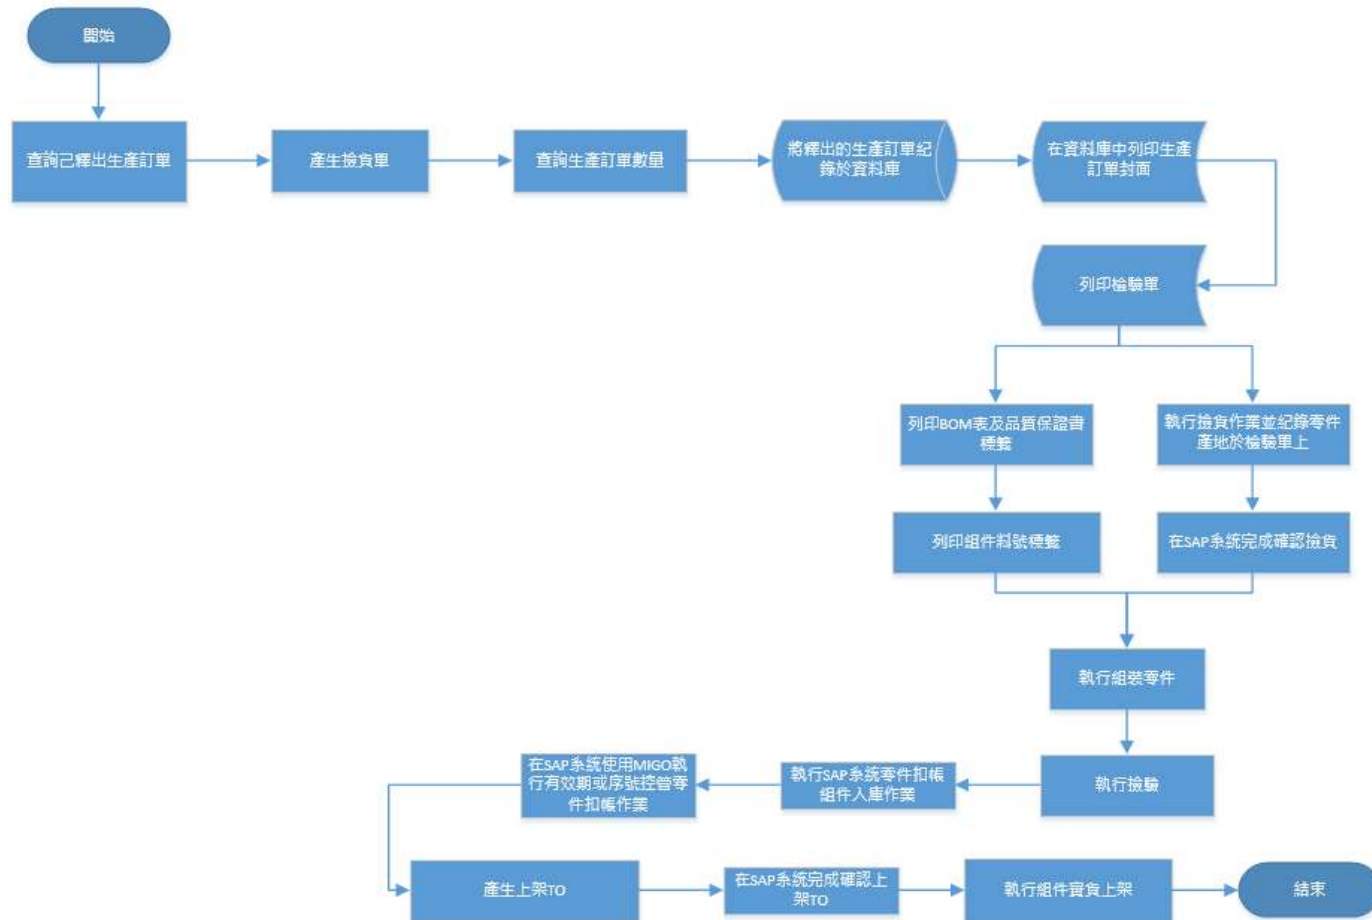 開始
查詢己釋出生產訂單
產生撿貨單
查詢生產訂單數量
將釋出的生產訂單紀
錄於資料庫
在資料庫中列印生產
訂單封面
列印檢驗單
列印BOM表及品質保證書
標籤
執行撿貨作業並紀錄零件
產地於檢驗單上
列印組件料號標籤
在SAP系統完成確認撿貨
執行組裝零件
執行撿驗
執行SAP系統零件扣帳
組件入庫作業
在SAP系統使用MIGO執
行有效期或序號控管零
件扣帳作業
產生上架TO
在SAP系統完成確認上
架TO
執行組件實貨上架
結束